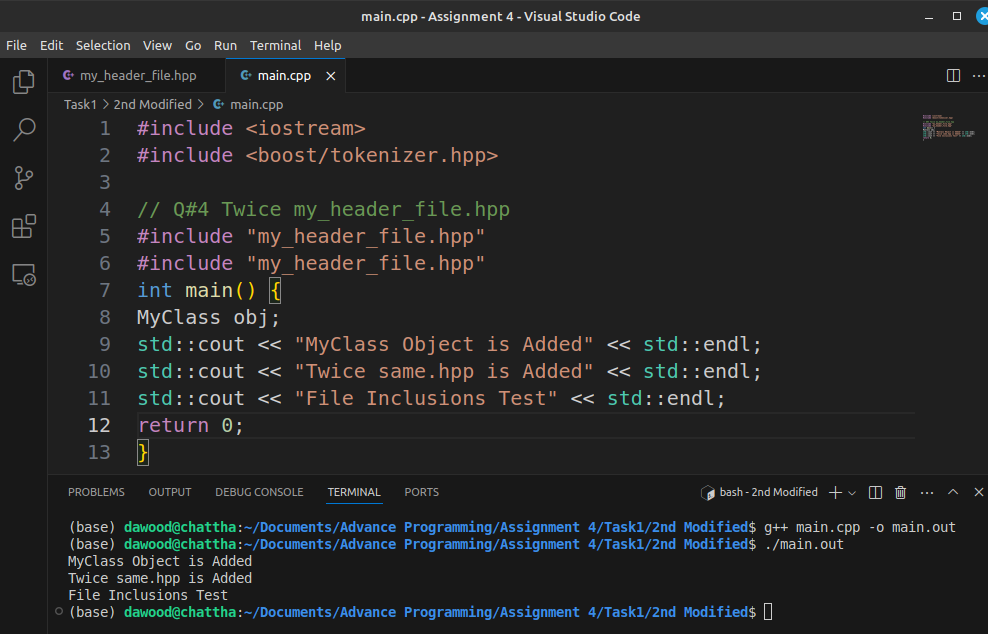 main.cpp - Assignment 4 - Visual Studio Code
File Edit Selection View Go Run Terminal Help
my_header_file.hpp main.cpp
Task1 > 2nd Modified > main.cpp
1 #include <iostream>
2 #include <boost/tokenizer.hpp>
3
4 // Q#4 Twice my_header_file.hpp
5 #include "my_header_file.hpp"
6 #include "my_header_file.hpp"
7 int main() {
8 MyClass obj;
9 std::cout << "MyClass Object is Added" << std::endl;
10 std::cout << "Twice same.hpp is Added" << std::endl;
11 std::cout << "File Inclusions Test" << std::endl;
12 return 0;
13 }
PROBLEMS OUTPUT DEBUG CONSOLE TERMINAL PORTS bash - 2nd Modified
(base) dawood@chattha:~/Documents/Advance Programming/Assignment 4/Task1/2nd Modified$ g++ main.cpp -o main.out
(base) dawood@chattha:~/Documents/Advance Programming/Assignment 4/Task1/2nd Modified$ ./main.out
MyClass Object is Added
Twice same.hpp is Added
File Inclusions Test
(base) dawood@chattha:~/Documents/Advance Programming/Assignment 4/Task1/2nd Modified$